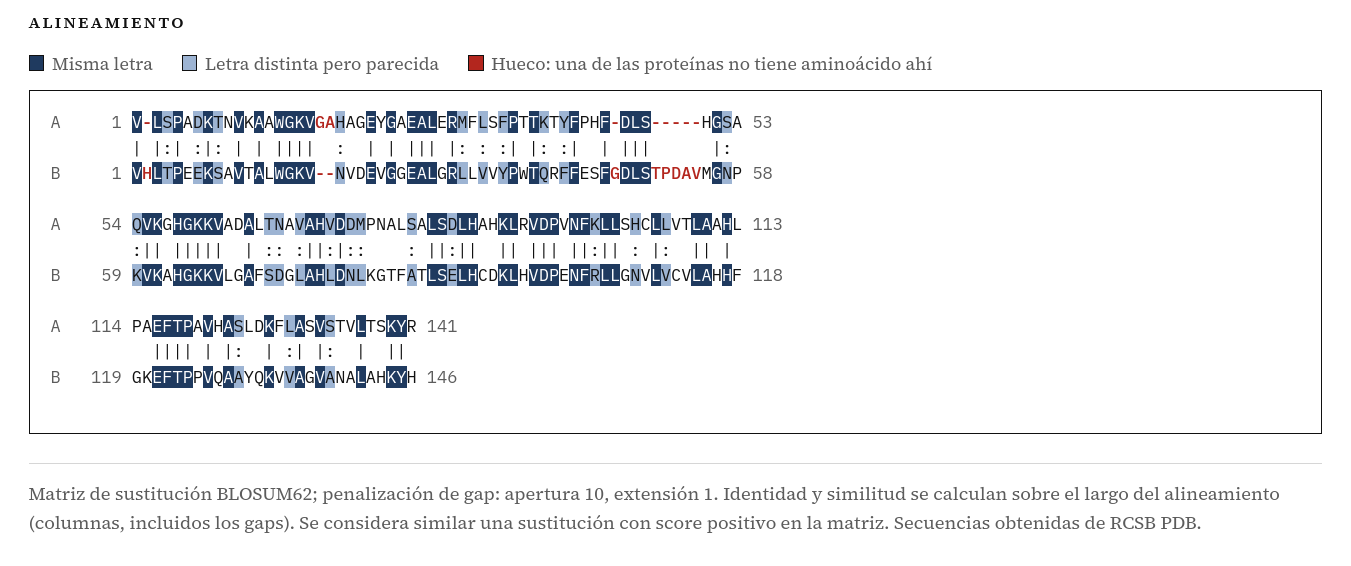 ALINEAMIENTO
Misma letra Letra distinta pero parecida Hueco: una de las proteínas no tiene aminoácido ahí
A 1 V-LSPADKTNVKAAWGKVGAHAGEYGAEALERMFLSFPTTKTYFPHF-DLS-----HGSA 53
| |:| :|: | | ||||  :  | | ||| |: : :| |: :|  | |||      |:
B 1 VHLTPEEKSAVTALWGKV--NVDEVGGEALGRLLVVYPWTQRFFESFGDLSTPDAVMGNP 58
A 54 QVKGHGKKVADALTNAVAHVDDMPNALSALSDLHAHKLRVDPVNFKLLSHCLLVTLAAHL 113
:|| |||||  | :: :||:|::    : ||:||  || ||| ||:|| : |:  || |
B 59 KVKAHGKKVLGAFSDGLAHLDNLKGTFATLSELHCDKLHVDPENFRLLGNVLVCVLAHHF 118
A 114 PAEFTPAVHASLDKFLASVSTVLTSKYR 141
|||| | |:  | :| |:  |  ||
B 119 GKEFTPPVQAAYQKVVAGVANALAHKYH 146
Matriz de sustitución BLOSUM62; penalización de gap: apertura 10, extensión 1. Identidad y similitud se calculan sobre el largo del alineamiento
(columnas, incluidos los gaps). Se considera similar una sustitución con score positivo en la matriz. Secuencias obtenidas de RCSB PDB.